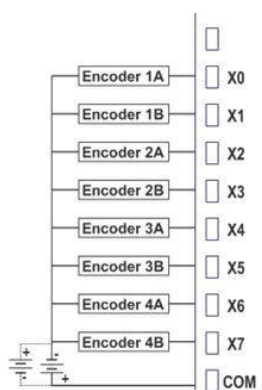 Encoder 1A X0
Encoder 1B X1
Encoder 2A X2
Encoder 2B X3
Encoder 3A X4
Encoder 3B X5
Encoder 4A X6
Encoder 4B X7
+ -
- +
COM